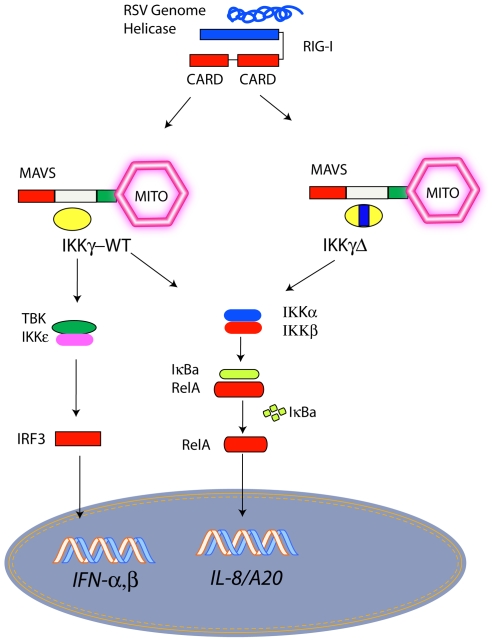 RSV Genome
Helicase
RIG-I
CARD
CARD
MAVS
MITO
IKKγ–WT
MAVS
MITO
IKKγΔ
TBK
IKKε
IKKα
IKKβ
IκBa
RelA
IκBa
IRF3
RelA
IFN-α,β
IL-8/A20